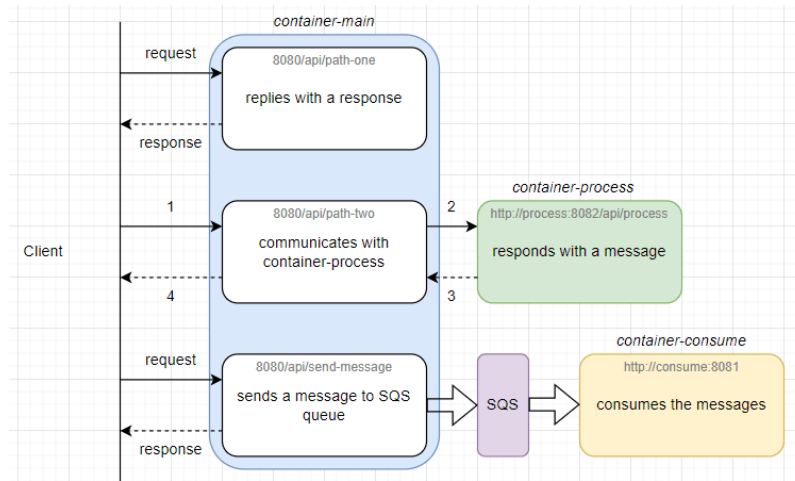 container-main
request
8080/api/path-one
replies with a response
response
container-process
1
8080/api/path-two
2
http://process:8082/api/process
communicates with
container-process
responds with a message
Client
4
3
container-consume
request
8080/api/send-message
http://consume:8081
sends a message to SQS
queue
SQS
consumes the messages
response